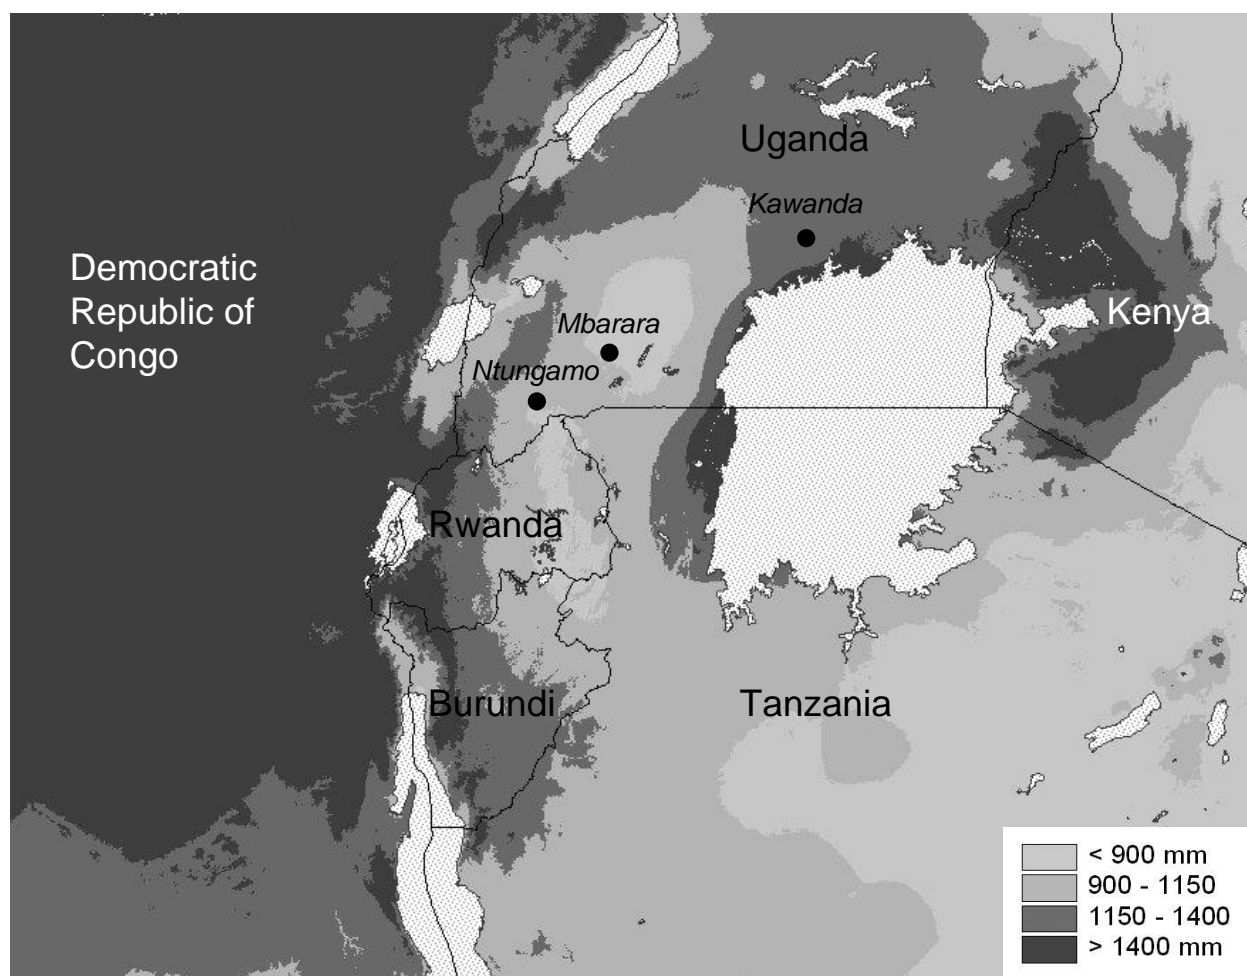 Uganda
Kawanda
Democratic
Republic of
Congo
Kenya
Mbarara
Ntungamo
Rwanda
Burundi
Tanzania
< 900 mm
900 - 1150
1150 - 1400
> 1400 mm